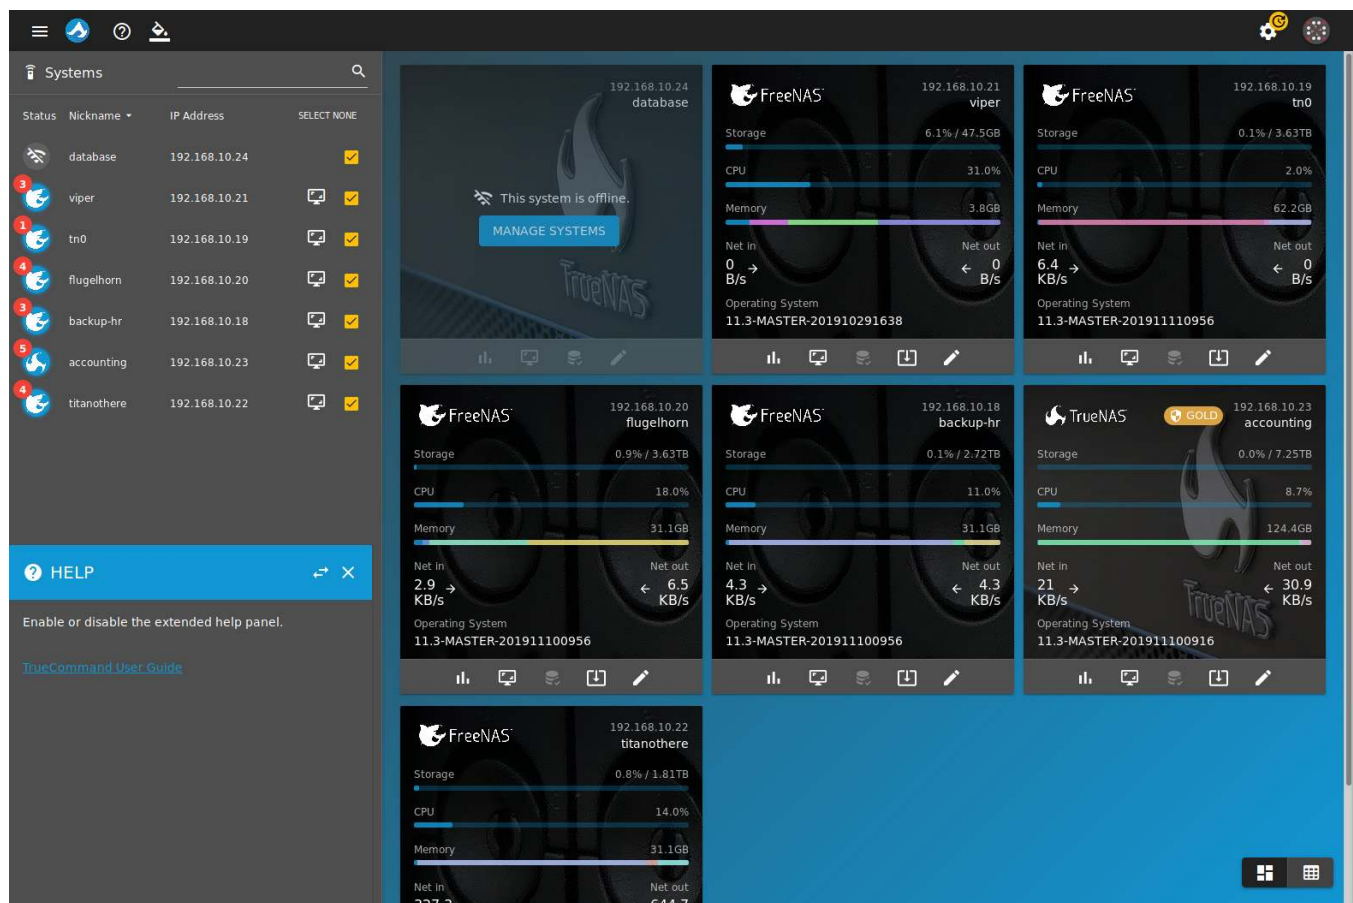 Systems
Status Nickname IP Address SELECT NONE
database 192.168.10.24
3
viper 192.168.10.21
1
tn0 192.168.10.19
4
flugelhorn 192.168.10.20
3
backup-hr 192.168.10.18
5
accounting 192.168.10.23
4
titanothere 192.168.10.22
HELP
Enable or disable the extended help panel.
TrueCommand User Guide
192.168.10.24
database
This system is offline.
MANAGE SYSTEMS
TrueNAS
FreeNAS
192.168.10.21
viper
Storage 6.1% / 47.5GB
CPU 31.0%
Memory 3.8GB
Net in Net out
0 0
B/s B/s
Operating System
11.3-MASTER-201910291638
FreeNAS
192.168.10.19
tn0
Storage 0.1% / 3.63TB
CPU 2.0%
Memory 62.2GB
Net in Net out
6.4 0
KB/s B/s
Operating System
11.3-MASTER-201911110956
FreeNAS
192.168.10.20
flugelhorn
Storage 0.9% / 3.63TB
CPU 18.0%
Memory 31.1GB
Net in Net out
2.9 6.5
KB/s KB/s
Operating System
11.3-MASTER-201911100956
FreeNAS
192.168.10.18
backup-hr
Storage 0.1% / 2.72TB
CPU 11.0%
Memory 31.1GB
Net in Net out
4.3 4.3
KB/s KB/s
Operating System
11.3-MASTER-201911100956
TrueNAS GOLD
192.168.10.23
accounting
Storage 0.0% / 7.25TB
CPU 8.7%
Memory 124.4GB
Net in Net out
21 30.9
KB/s KB/s
TrueNAS
Operating System
11.3-MASTER-201911100916
FreeNAS
192.168.10.22
titanothere
Storage 0.8% / 1.81TB
CPU 14.0%
Memory 31.1GB
Net in Net out